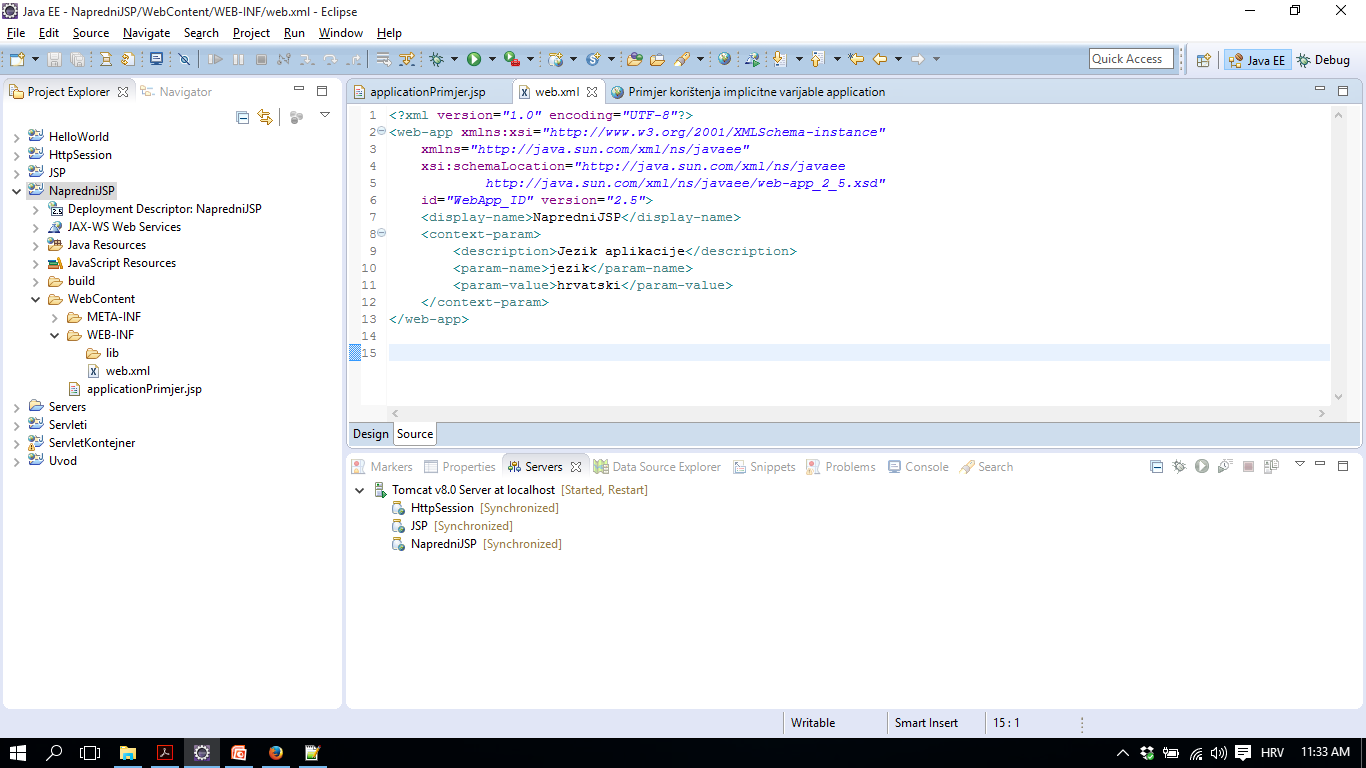 Java EE - NapredniJSP/WebContent/WEB-INF/web.xml - Eclipse
File Edit Source Navigate Search Project Run Window Help
Quick Access Java EE Debug
Project Explorer Navigator
HelloWorld
HttpSession
JSP
NapredniJSP
Deployment Descriptor: NapredniJSP
JAX-WS Web Services
Java Resources
JavaScript Resources
build
WebContent
META-INF
WEB-INF
lib
web.xml
applicationPrimjer.jsp
Servers
Servleti
ServletKontejner
Uvod
applicationPrimjer.jsp web.xml Primjer korištenja implicitne varijable application
1 <?xml version="1.0" encoding="UTF-8"?>
2 <web-app xmlns:xsi="http://www.w3.org/2001/XMLSchema-instance"
3 xmlns="http://java.sun.com/xml/ns/javaee"
4 xsi:schemaLocation="http://java.sun.com/xml/ns/javaee
5 http://java.sun.com/xml/ns/javaee/web-app_2_5.xsd"
6 id="WebApp_ID" version="2.5">
7 <display-name>NapredniJSP</display-name>
8 <context-param>
9 <description>Jezik aplikacije</description>
10 <param-name>jezik</param-name>
11 <param-value>hrvatski</param-value>
12 </context-param>
13 </web-app>
14
15
Design Source
Markers Properties Servers Data Source Explorer Snippets Problems Console Search
Tomcat v8.0 Server at localhost [Started, Restart]
HttpSession [Synchronized]
JSP [Synchronized]
NapredniJSP [Synchronized]
Writable Smart Insert 15 : 1
HRV 11:33 AM